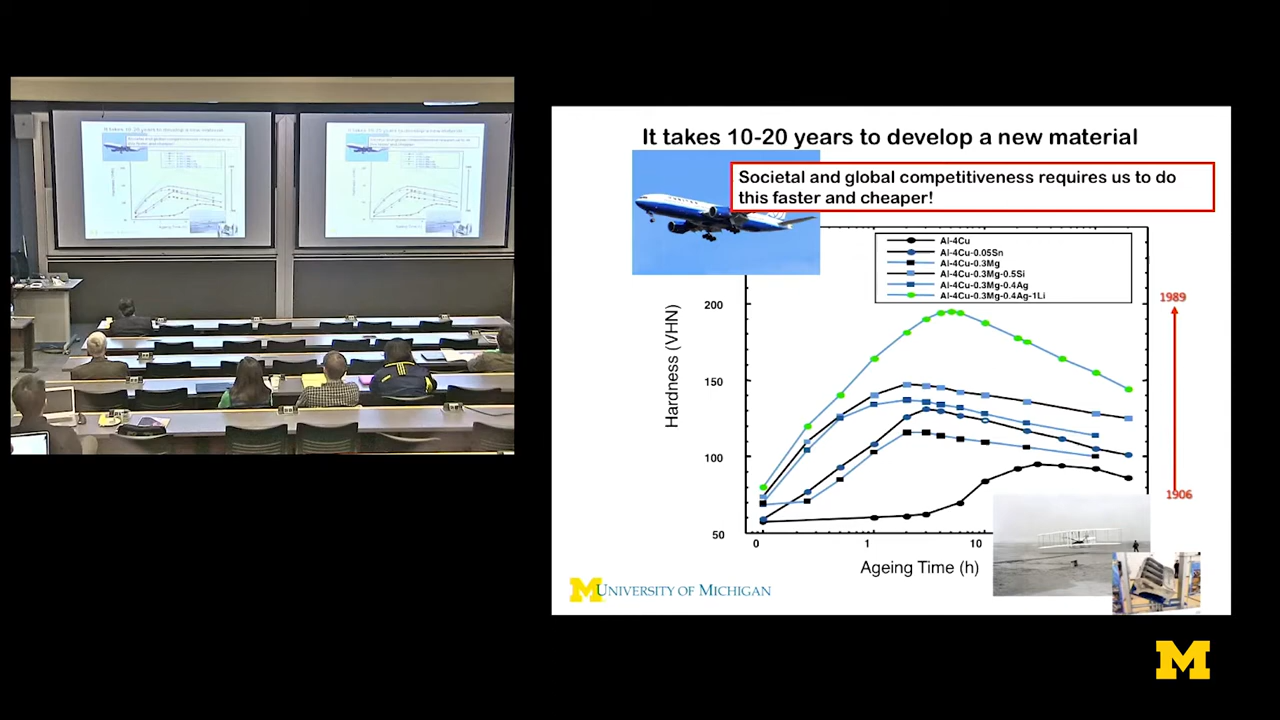 It takes 10-20 years to develop a new material
Societal and global competitiveness requires us to do
this faster and cheaper!
Al-4Cu
Al-4Cu-0.05Sn
Al-4Cu-0.3Mg
Al-4Cu-0.3Mg-0.5Si
Al-4Cu-0.3Mg-0.4Ag
Al-4Cu-0.3Mg-0.4Ag-1Li
200
150
100
50
Hardness (VHN)
0
1
10
Ageing Time (h)
1989
1906
M UNIVERSITY OF MICHIGAN
M